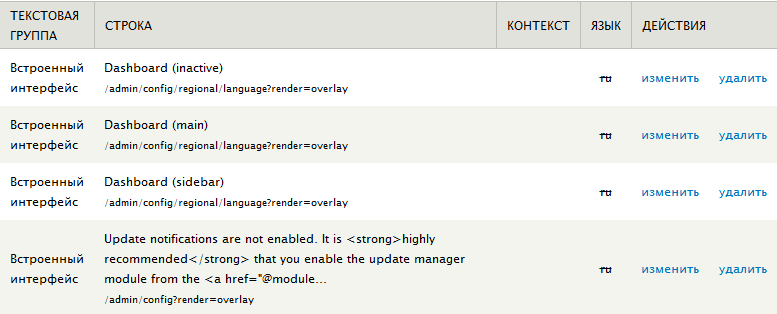 ТЕКСТОВАЯ ГРУППА СТРОКА КОНТЕКСТ ЯЗЫК ДЕЙСТВИЯ
Встроенный интерфейс Dashboard (inactive) ru изменить удалить
/admin/config/regional/language?render=overlay
Встроенный интерфейс Dashboard (main) ru изменить удалить
/admin/config/regional/language?render=overlay
Встроенный интерфейс Dashboard (sidebar) ru изменить удалить
/admin/config/regional/language?render=overlay
Встроенный интерфейс Update notifications are not enabled. It is <strong>highly
recommended</strong> that you enable the update manager ru изменить удалить
module from the <a href="@module...
/admin/config?render=overlay